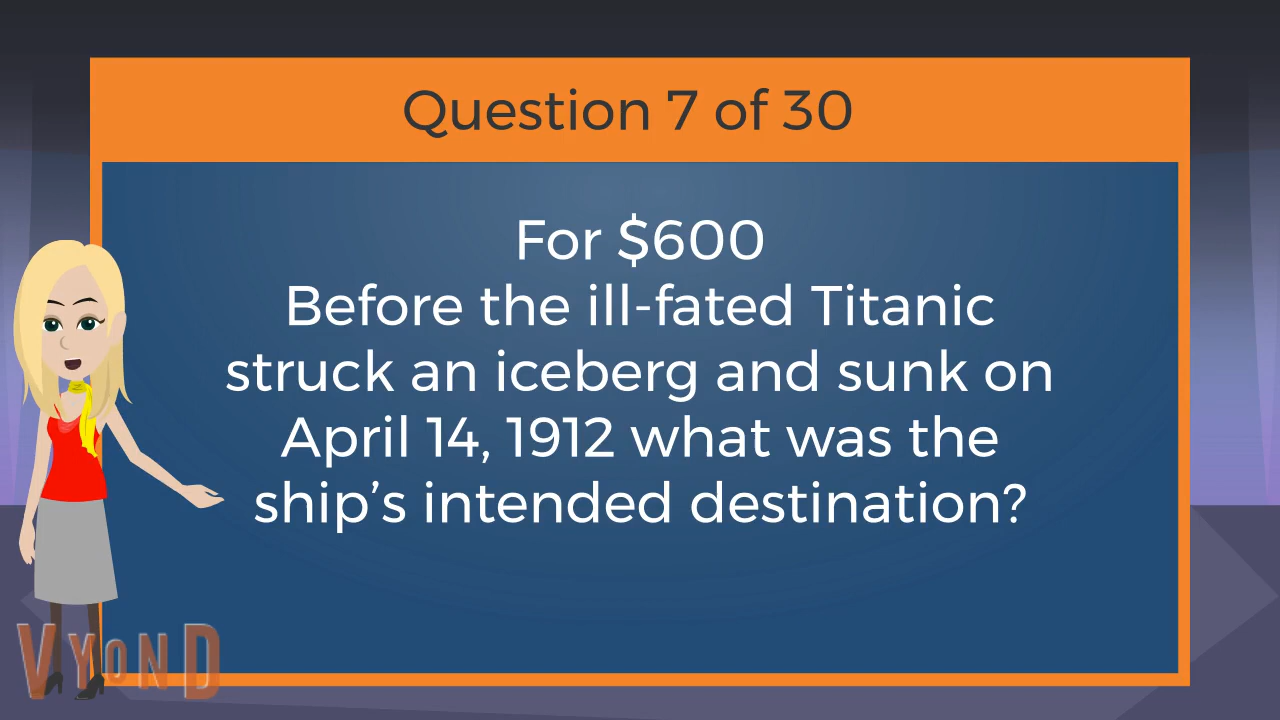 Question 7 of 30
For $600
Before the ill-fated Titanic
struck an iceberg and sunk on
April 14, 1912 what was the
ship’s intended destination?
VYonD